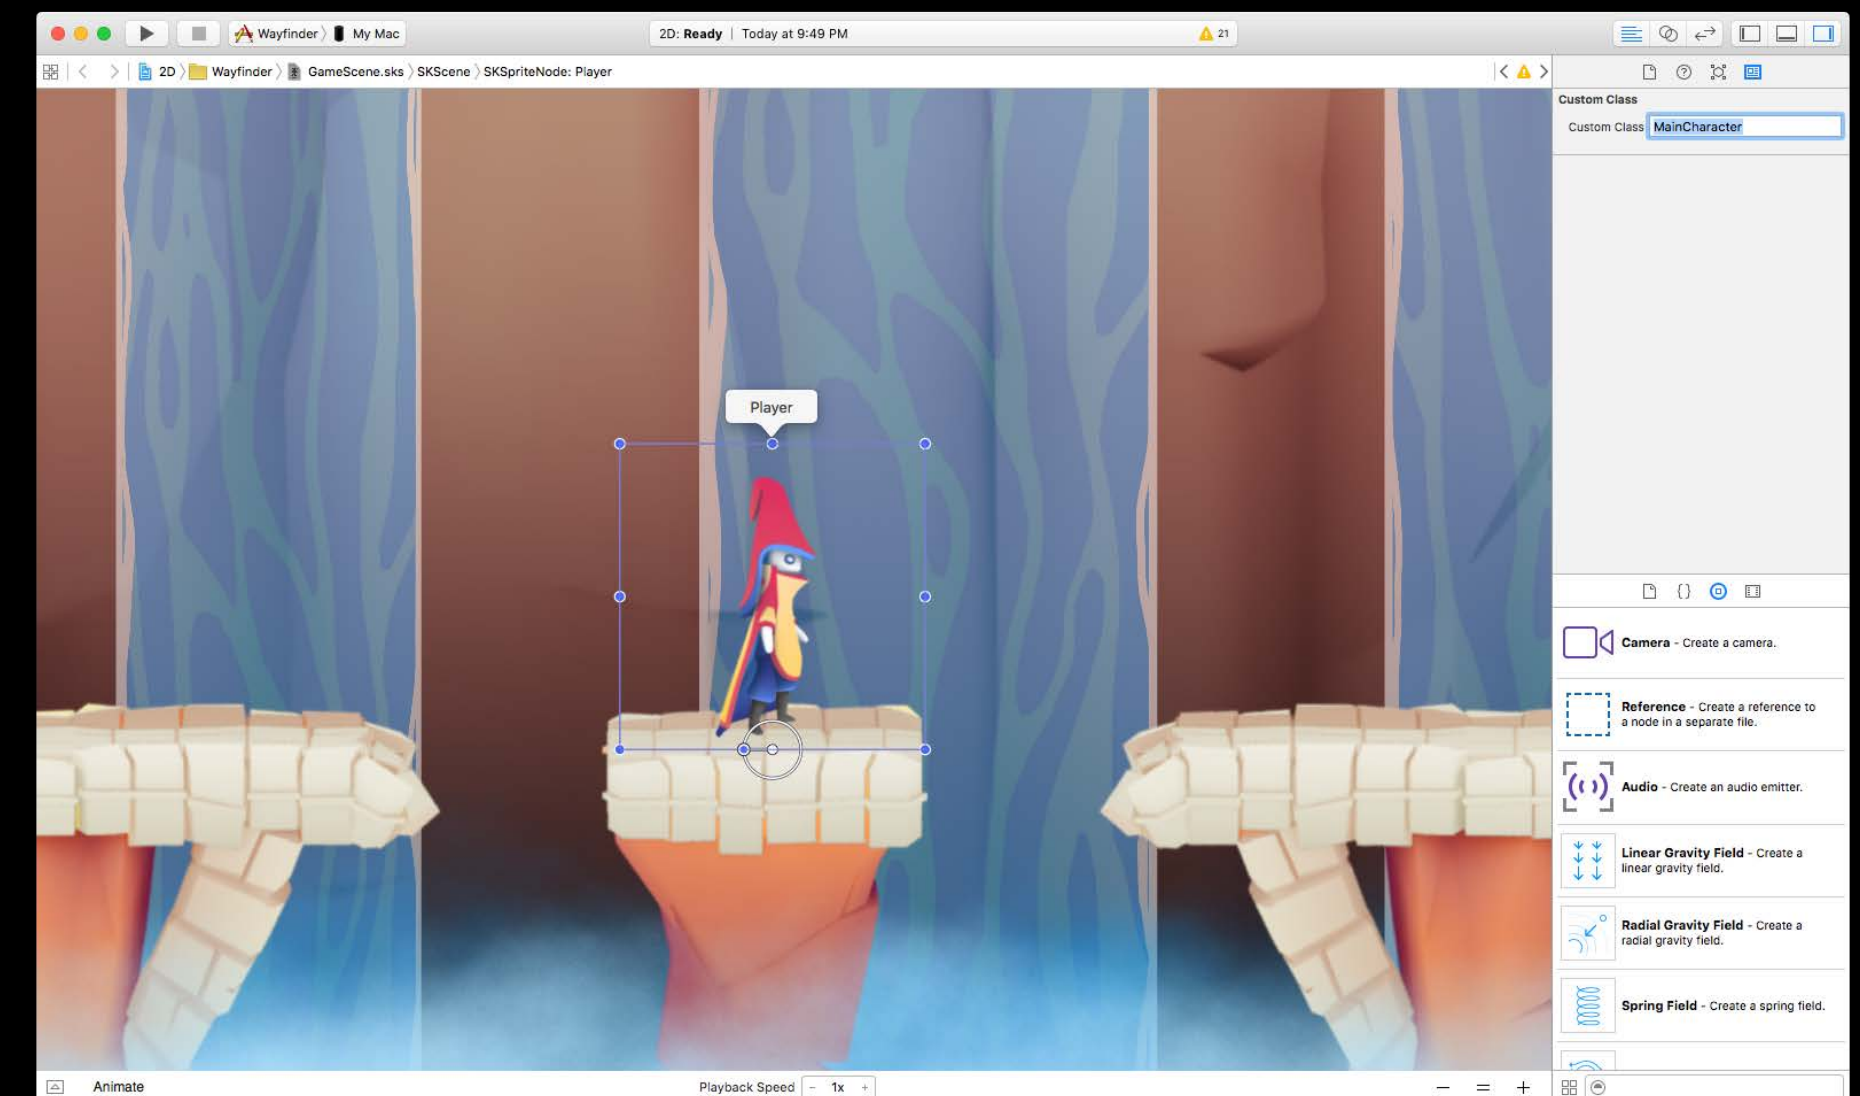 Wayfinder My Mac
2D: Ready | Today at 9:49 PM
21
2D Wayfinder GameScene.sks SKScene SKSpriteNode: Player
Custom Class
Custom Class MainCharacter
Player
Camera - Create a camera.
Reference - Create a reference to
a node in a separate file.
Audio - Create an audio emitter.
Linear Gravity Field - Create a
linear gravity field.
Radial Gravity Field - Create a
radial gravity field.
Spring Field - Create a spring field.
Animate
Playback Speed - 1x +